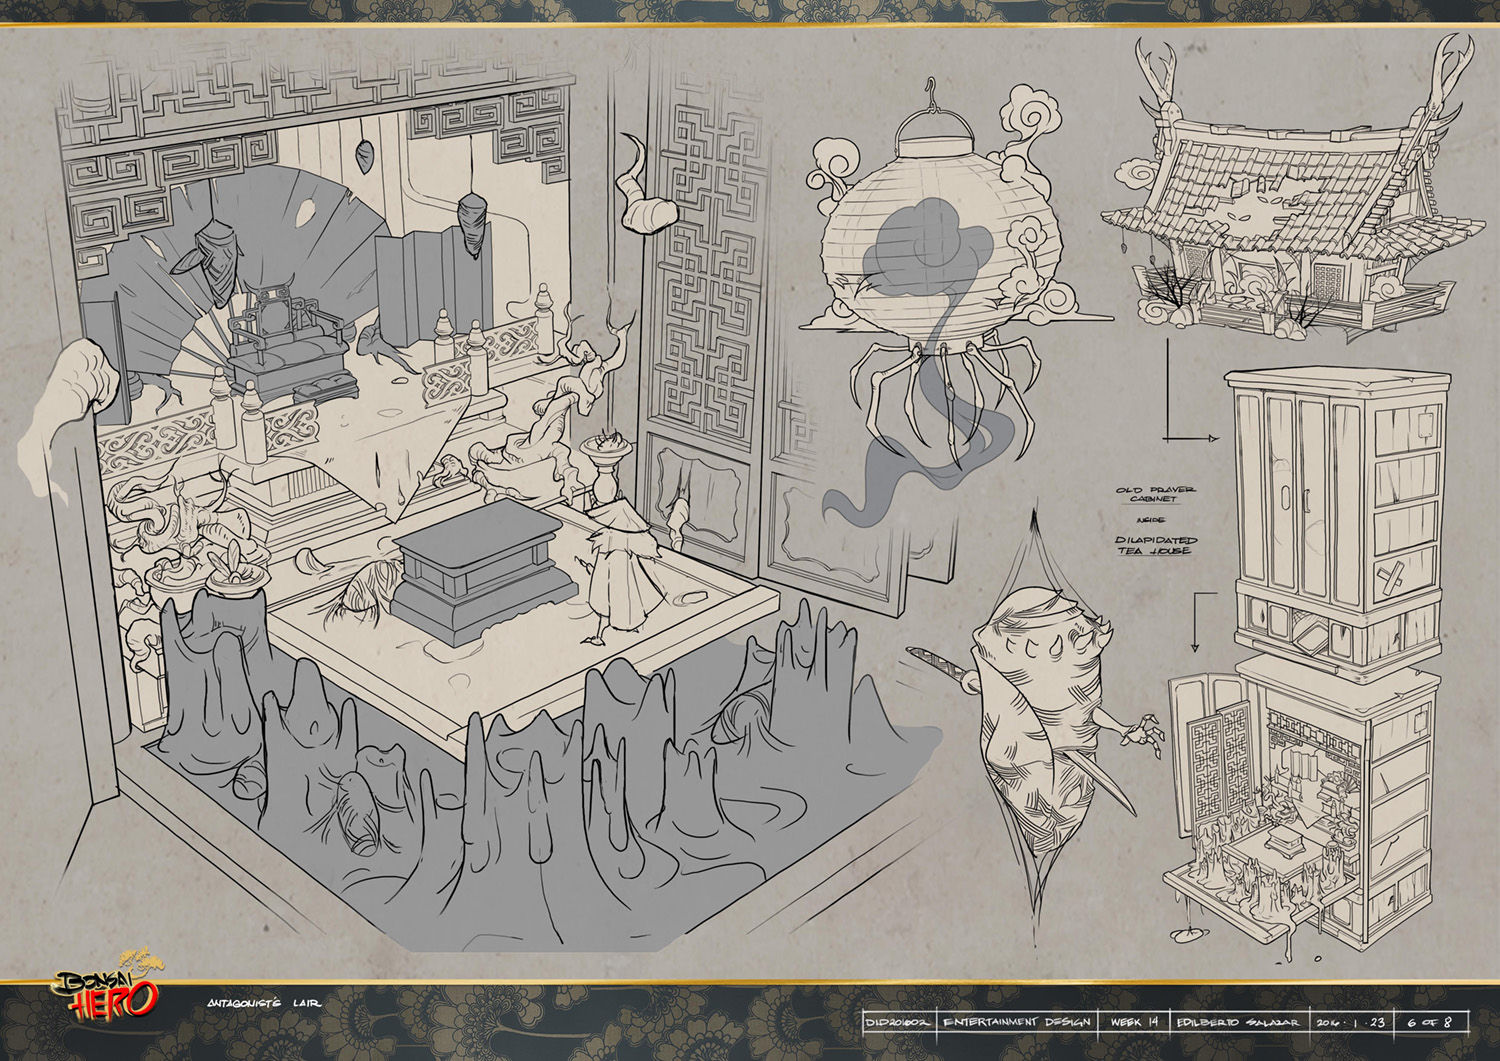 OLD PRAYER
CABINET
INSIDE
DILAPIDATED
TEA HOUSE
BONSAI
HERO
ANTAGONIST'S LAIR
DID201602 ENTERTAINMENT DESIGN WEEK 14 EDILBERTO SALAZAR 2016 · 1 · 23 6 OF 8